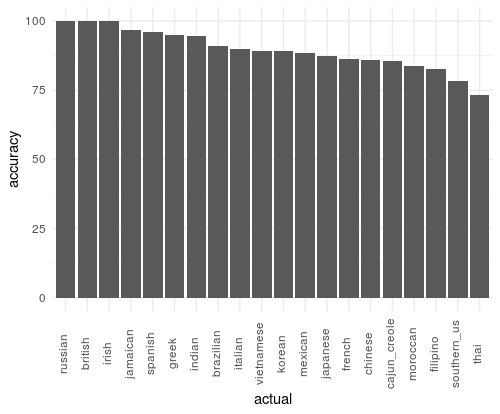 100
75
50
25
0
accuracy
russian
british
irish
jamaican
spanish
greek
indian
brazilian
italian
vietnamese
korean
mexican
japanese
french
chinese
cajun_creole
moroccan
filipino
southern_us
thai
actual